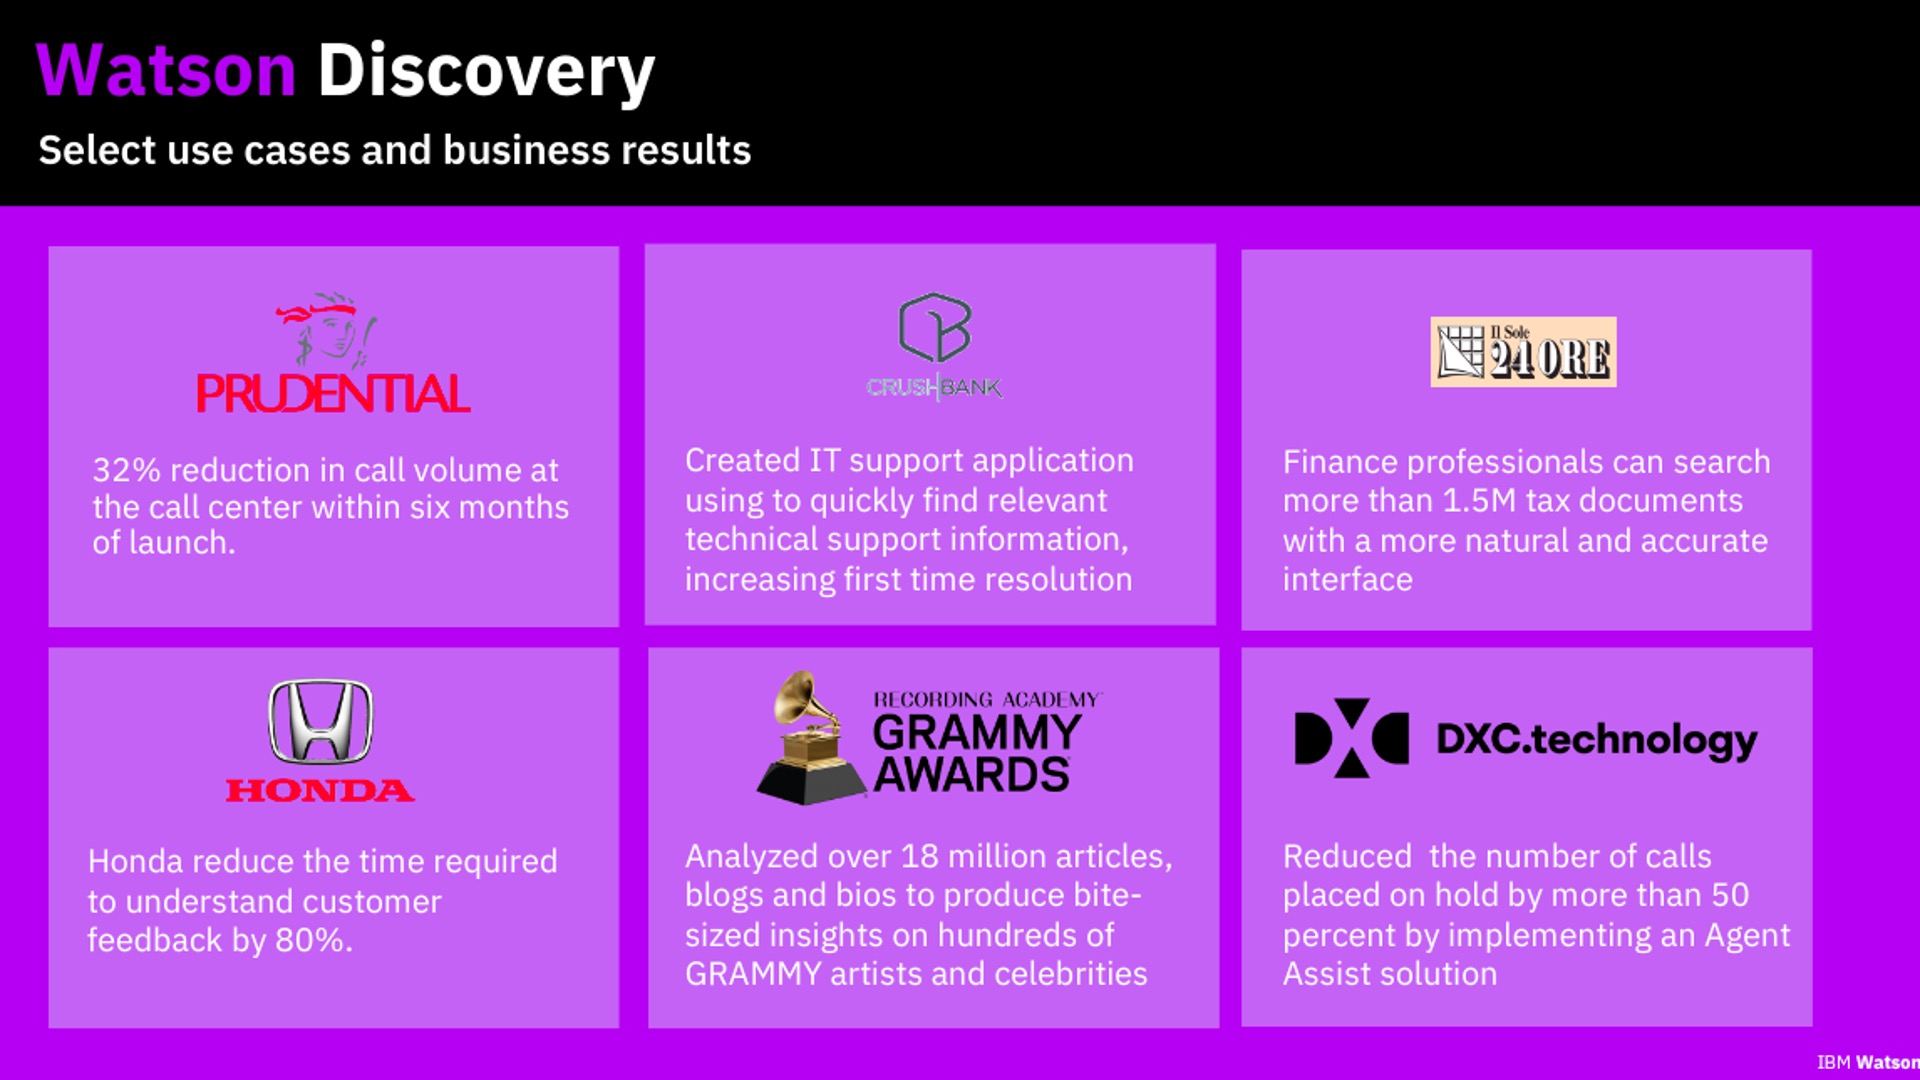 Watson Discovery
Select use cases and business results
PRUDENTIAL
32% reduction in call volume at
the call center within six months
of launch.
CRUSHBANK
Created IT support application
using to quickly find relevant
technical support information,
increasing first time resolution
Il Sole
24 ORE
Finance professionals can search
more than 1.5M tax documents
with a more natural and accurate
interface
HONDA
Honda reduce the time required
to understand customer
feedback by 80%.
RECORDING ACADEMY
GRAMMY
AWARDS
Analyzed over 18 million articles,
blogs and bios to produce bite-
sized insights on hundreds of
GRAMMY artists and celebrities
DXC.technology
Reduced  the number of calls
placed on hold by more than 50
percent by implementing an Agent
Assist solution
IBM Watson